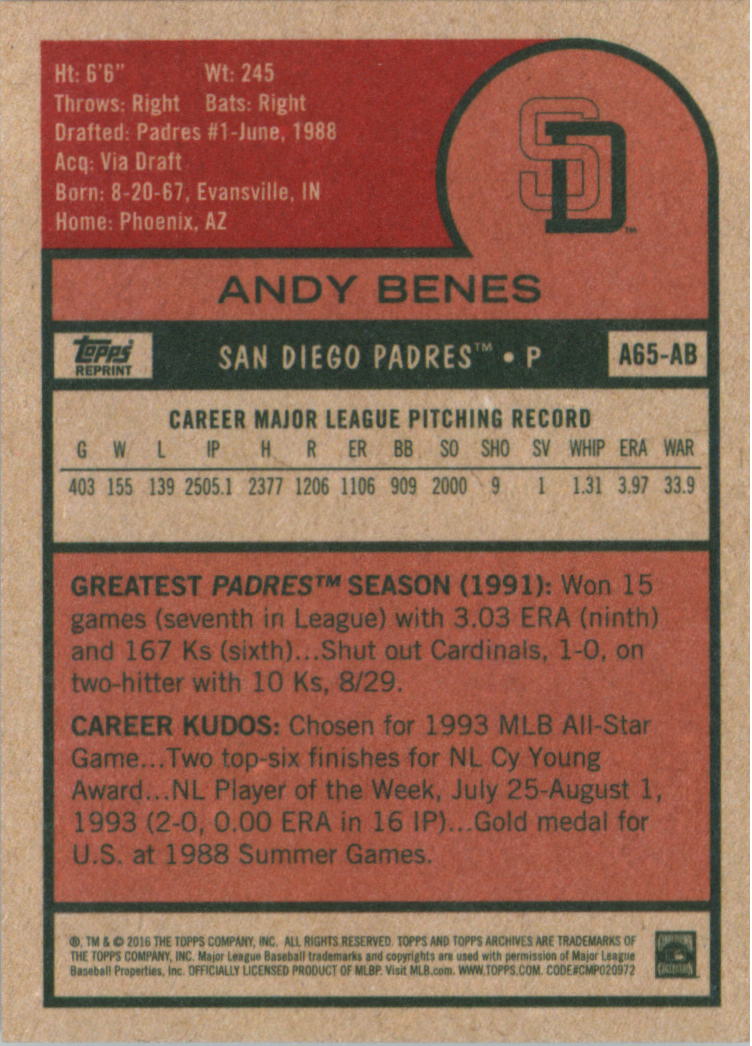 Ht: 6'6" Wt: 245
Throws: Right Bats: Right
Drafted: Padres #1-June, 1988
Acq: Via Draft
Born: 8-20-67, Evansville, IN
Home: Phoenix, AZ
SD™
ANDY BENES
Topps REPRINT
SAN DIEGO PADRES™ • P
A65-AB
CAREER MAJOR LEAGUE PITCHING RECORD
G W L IP H R ER BB SO SHO SV WHIP ERA WAR
403 155 139 2505.1 2377 1206 1106 909 2000 9 1 1.31 3.97 33.9
GREATEST PADRES™ SEASON (1991): Won 15
games (seventh in League) with 3.03 ERA (ninth)
and 167 Ks (sixth)...Shut out Cardinals, 1-0, on
two-hitter with 10 Ks, 8/29.
CAREER KUDOS: Chosen for 1993 MLB All-Star
Game...Two top-six finishes for NL Cy Young
Award...NL Player of the Week, July 25-August 1,
1993 (2-0, 0.00 ERA in 16 IP)...Gold medal for
U.S. at 1988 Summer Games.
®, TM & © 2016 THE TOPPS COMPANY, INC. ALL RIGHTS RESERVED. TOPPS AND TOPPS ARCHIVES ARE TRADEMARKS OF
THE TOPPS COMPANY, INC. Major League Baseball trademarks and copyrights are used with permission of Major League
Baseball Properties, Inc. OFFICIALLY LICENSED PRODUCT OF MLBP. Visit MLB.com. WWW.TOPPS.COM. CODE#CMP020972